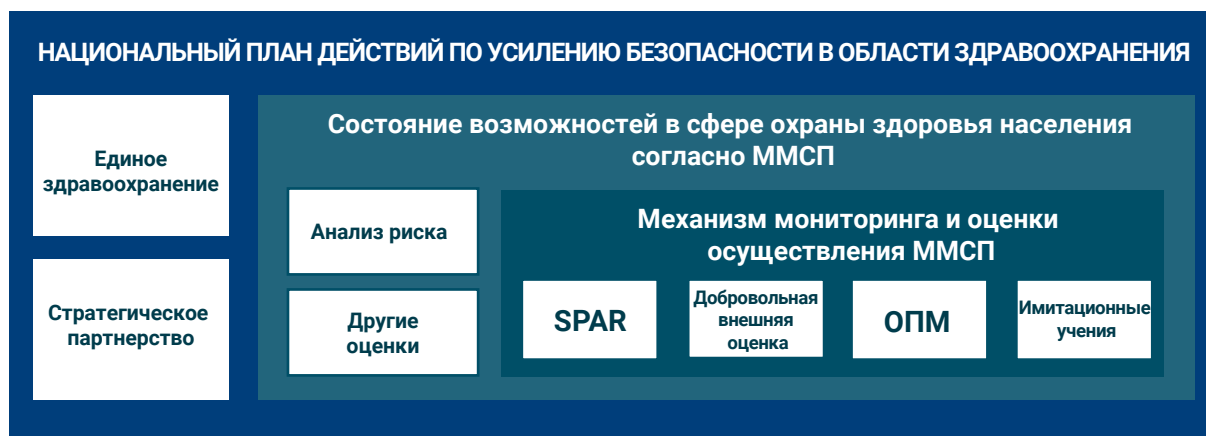 НАЦИОНАЛЬНЫЙ ПЛАН ДЕЙСТВИЙ ПО УСИЛЕНИЮ БЕЗОПАСНОСТИ В ОБЛАСТИ ЗДРАВООХРАНЕНИЯ
Единое
здравоохранение
Стратегическое
партнерство
Состояние возможностей в сфере охраны здоровья населения
согласно ММСП
Анализ риска
Другие
оценки
Механизм мониторинга и оценки
осуществления ММСП
SPAR
Добровольная
внешняя
оценка
ОПМ
Имитационные
учения